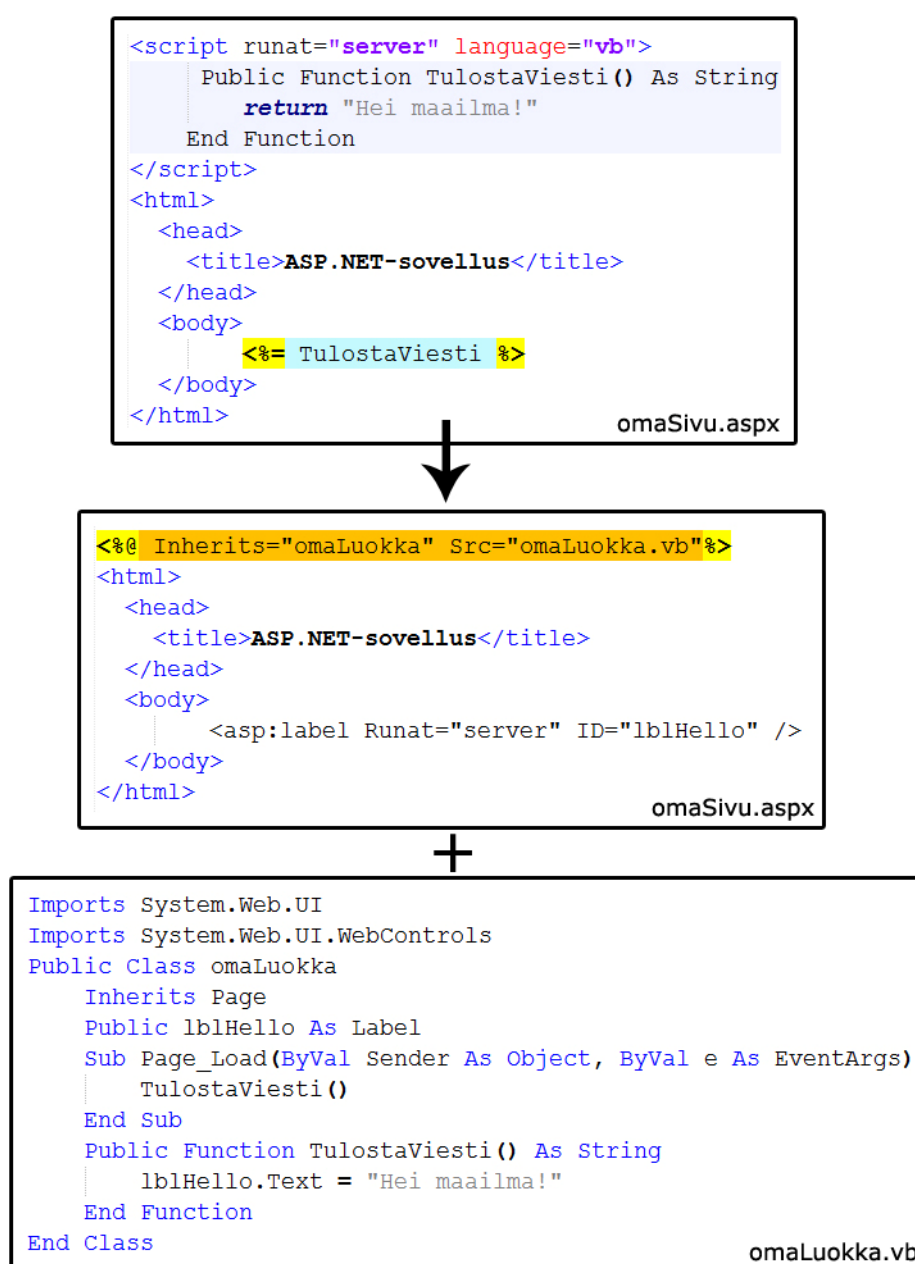 <script runat="server" language="vb">
Public Function TulostaViesti() As String
return "Hei maailma!"
End Function
</script>
<html>
<head>
<title>ASP.NET-sovellus</title>
</head>
<body>
<%= TulostaViesti %>
</body>
</html>
omaSivu.aspx
<%@ Inherits="omaLuokka" Src="omaLuokka.vb"%>
<html>
<head>
<title>ASP.NET-sovellus</title>
</head>
<body>
<asp:label Runat="server" ID="lblHello" />
</body>
</html>
omaSivu.aspx
+
Imports System.Web.UI
Imports System.Web.UI.WebControls
Public Class omaLuokka
Inherits Page
Public lblHello As Label
Sub Page_Load(ByVal Sender As Object, ByVal e As EventArgs)
TulostaViesti()
End Sub
Public Function TulostaViesti() As String
lblHello.Text = "Hei maailma!"
End Function
End Class
omaLuokka.vb